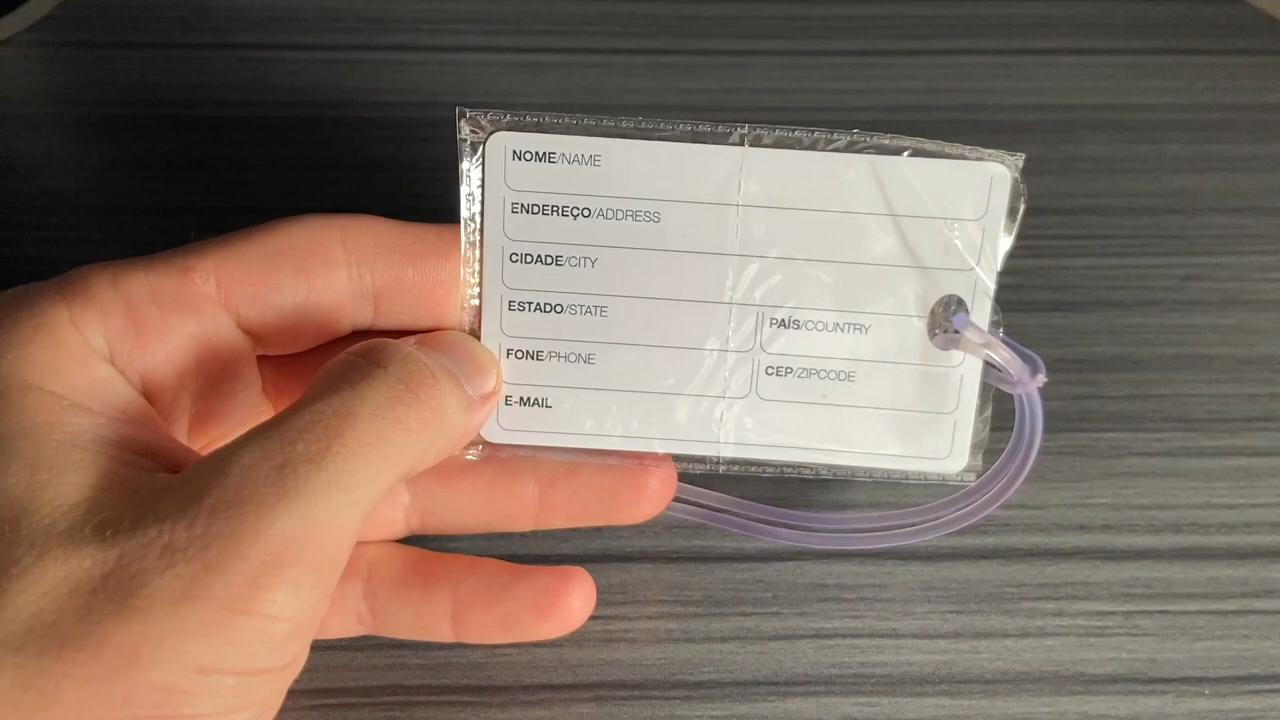 NOME/NAME
ENDEREÇO/ADDRESS
CIDADE/CITY
ESTADO/STATE
PAÍS/COUNTRY
FONE/PHONE
CEP/ZIPCODE
E-MAIL